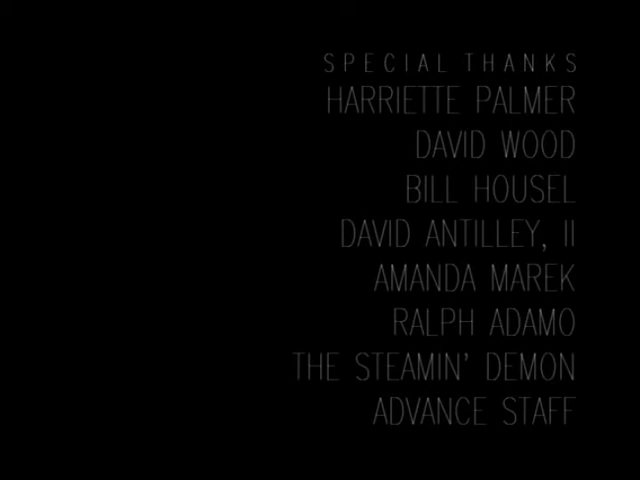 SPECIAL THANKS
HARRIETTE PALMER
DAVID WOOD
BILL HOUSEL
DAVID ANTILLEY, II
AMANDA MAREK
RALPH ADAMO
THE STEAMIN' DEMON
ADVANCE STAFF